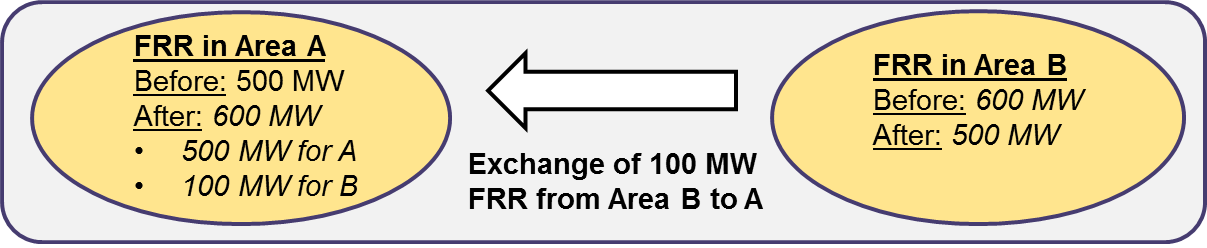 FRR in Area A
Before: 500 MW
After: 600 MW
• 500 MW for A
• 100 MW for B
Exchange of 100 MW
FRR from Area B to A
FRR in Area B
Before: 600 MW
After: 500 MW